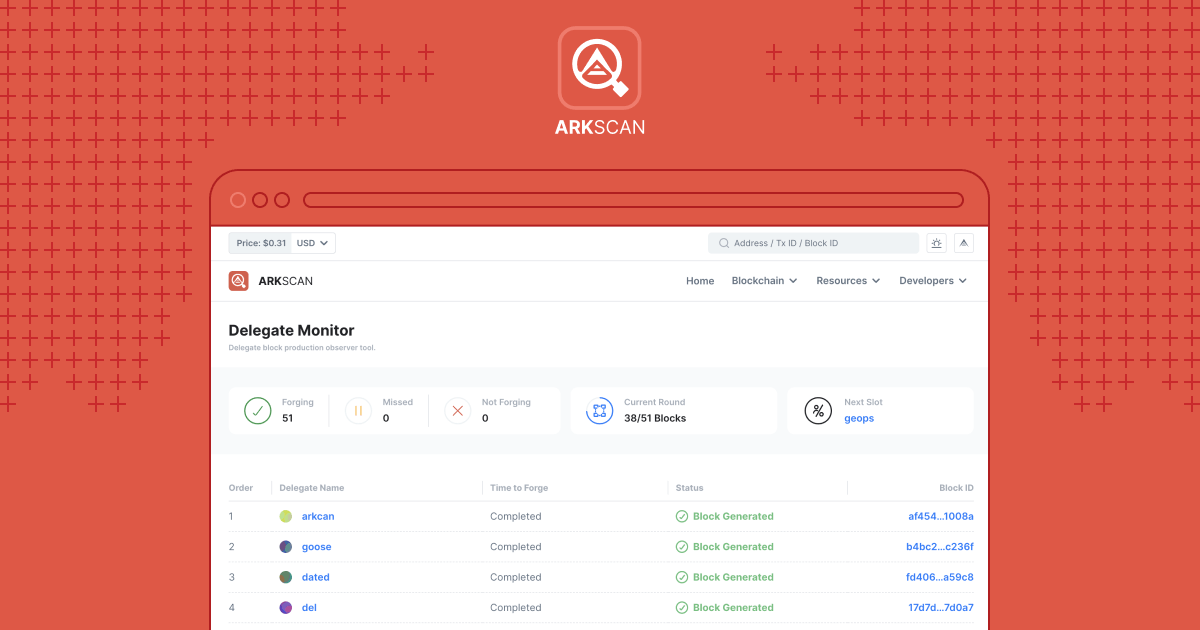 ARKSCAN
Price: $0.31 USD
Address / Tx ID / Block ID
ARKSCAN
Home Blockchain Resources Developers
Delegate Monitor
Delegate block production observer tool.
Forging Missed Not Forging Current Round Next Slot
51 0 0 38/51 Blocks geops
Order Delegate Name Time to Forge Status Block ID
1 arkcan Completed Block Generated af454...1008a
2 goose Completed Block Generated b4bc2...c236f
3 dated Completed Block Generated fd406...a59c8
4 del Completed Block Generated 17d7d...7d0a7